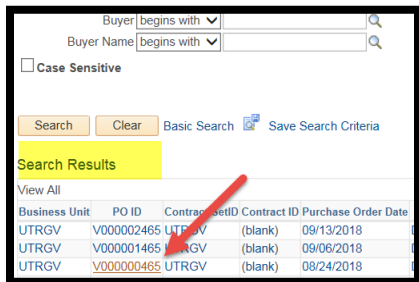 Buyer begins with
Buyer Name begins with
Case Sensitive
Search Clear Basic Search Save Search Criteria
Search Results
View All
Business Unit PO ID Contract SetID Contract ID Purchase Order Date
UTRGV V000002465 UTRGV (blank) 09/13/2018
UTRGV V000001465 UTRGV (blank) 09/06/2018
UTRGV V000000465 UTRGV (blank) 08/24/2018